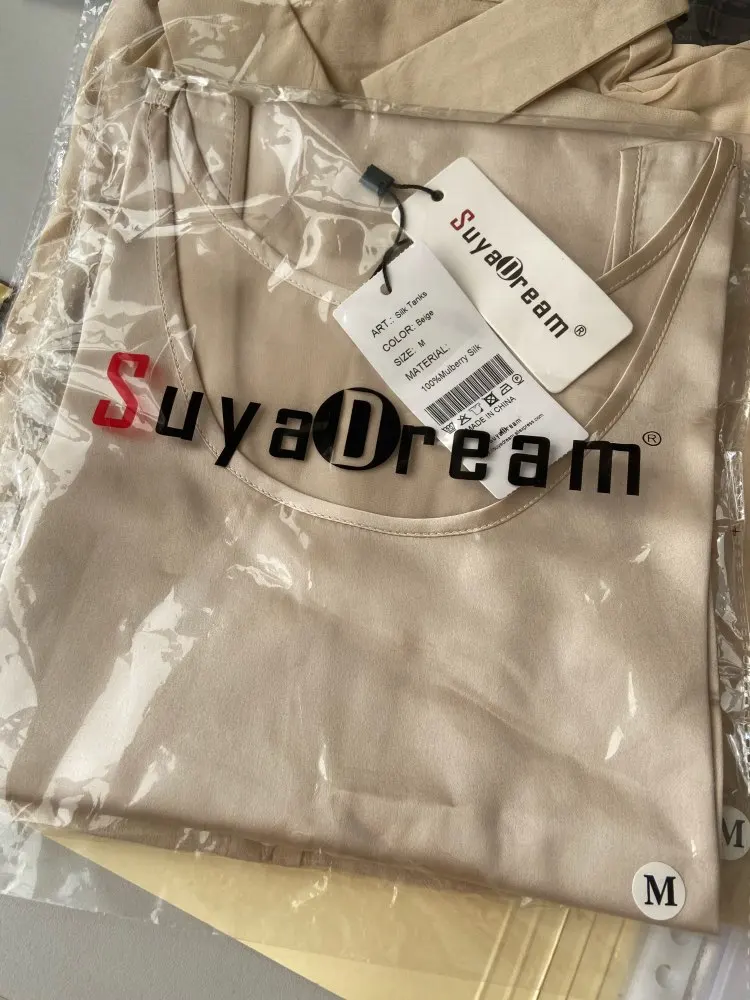 SuyaDream ®
ART.: Silk Tanks
COLOR: Beige
SIZE: M
MATERIAL:
100%Mulberry Silk
MADE IN CHINA
SuyaDream®
M
M